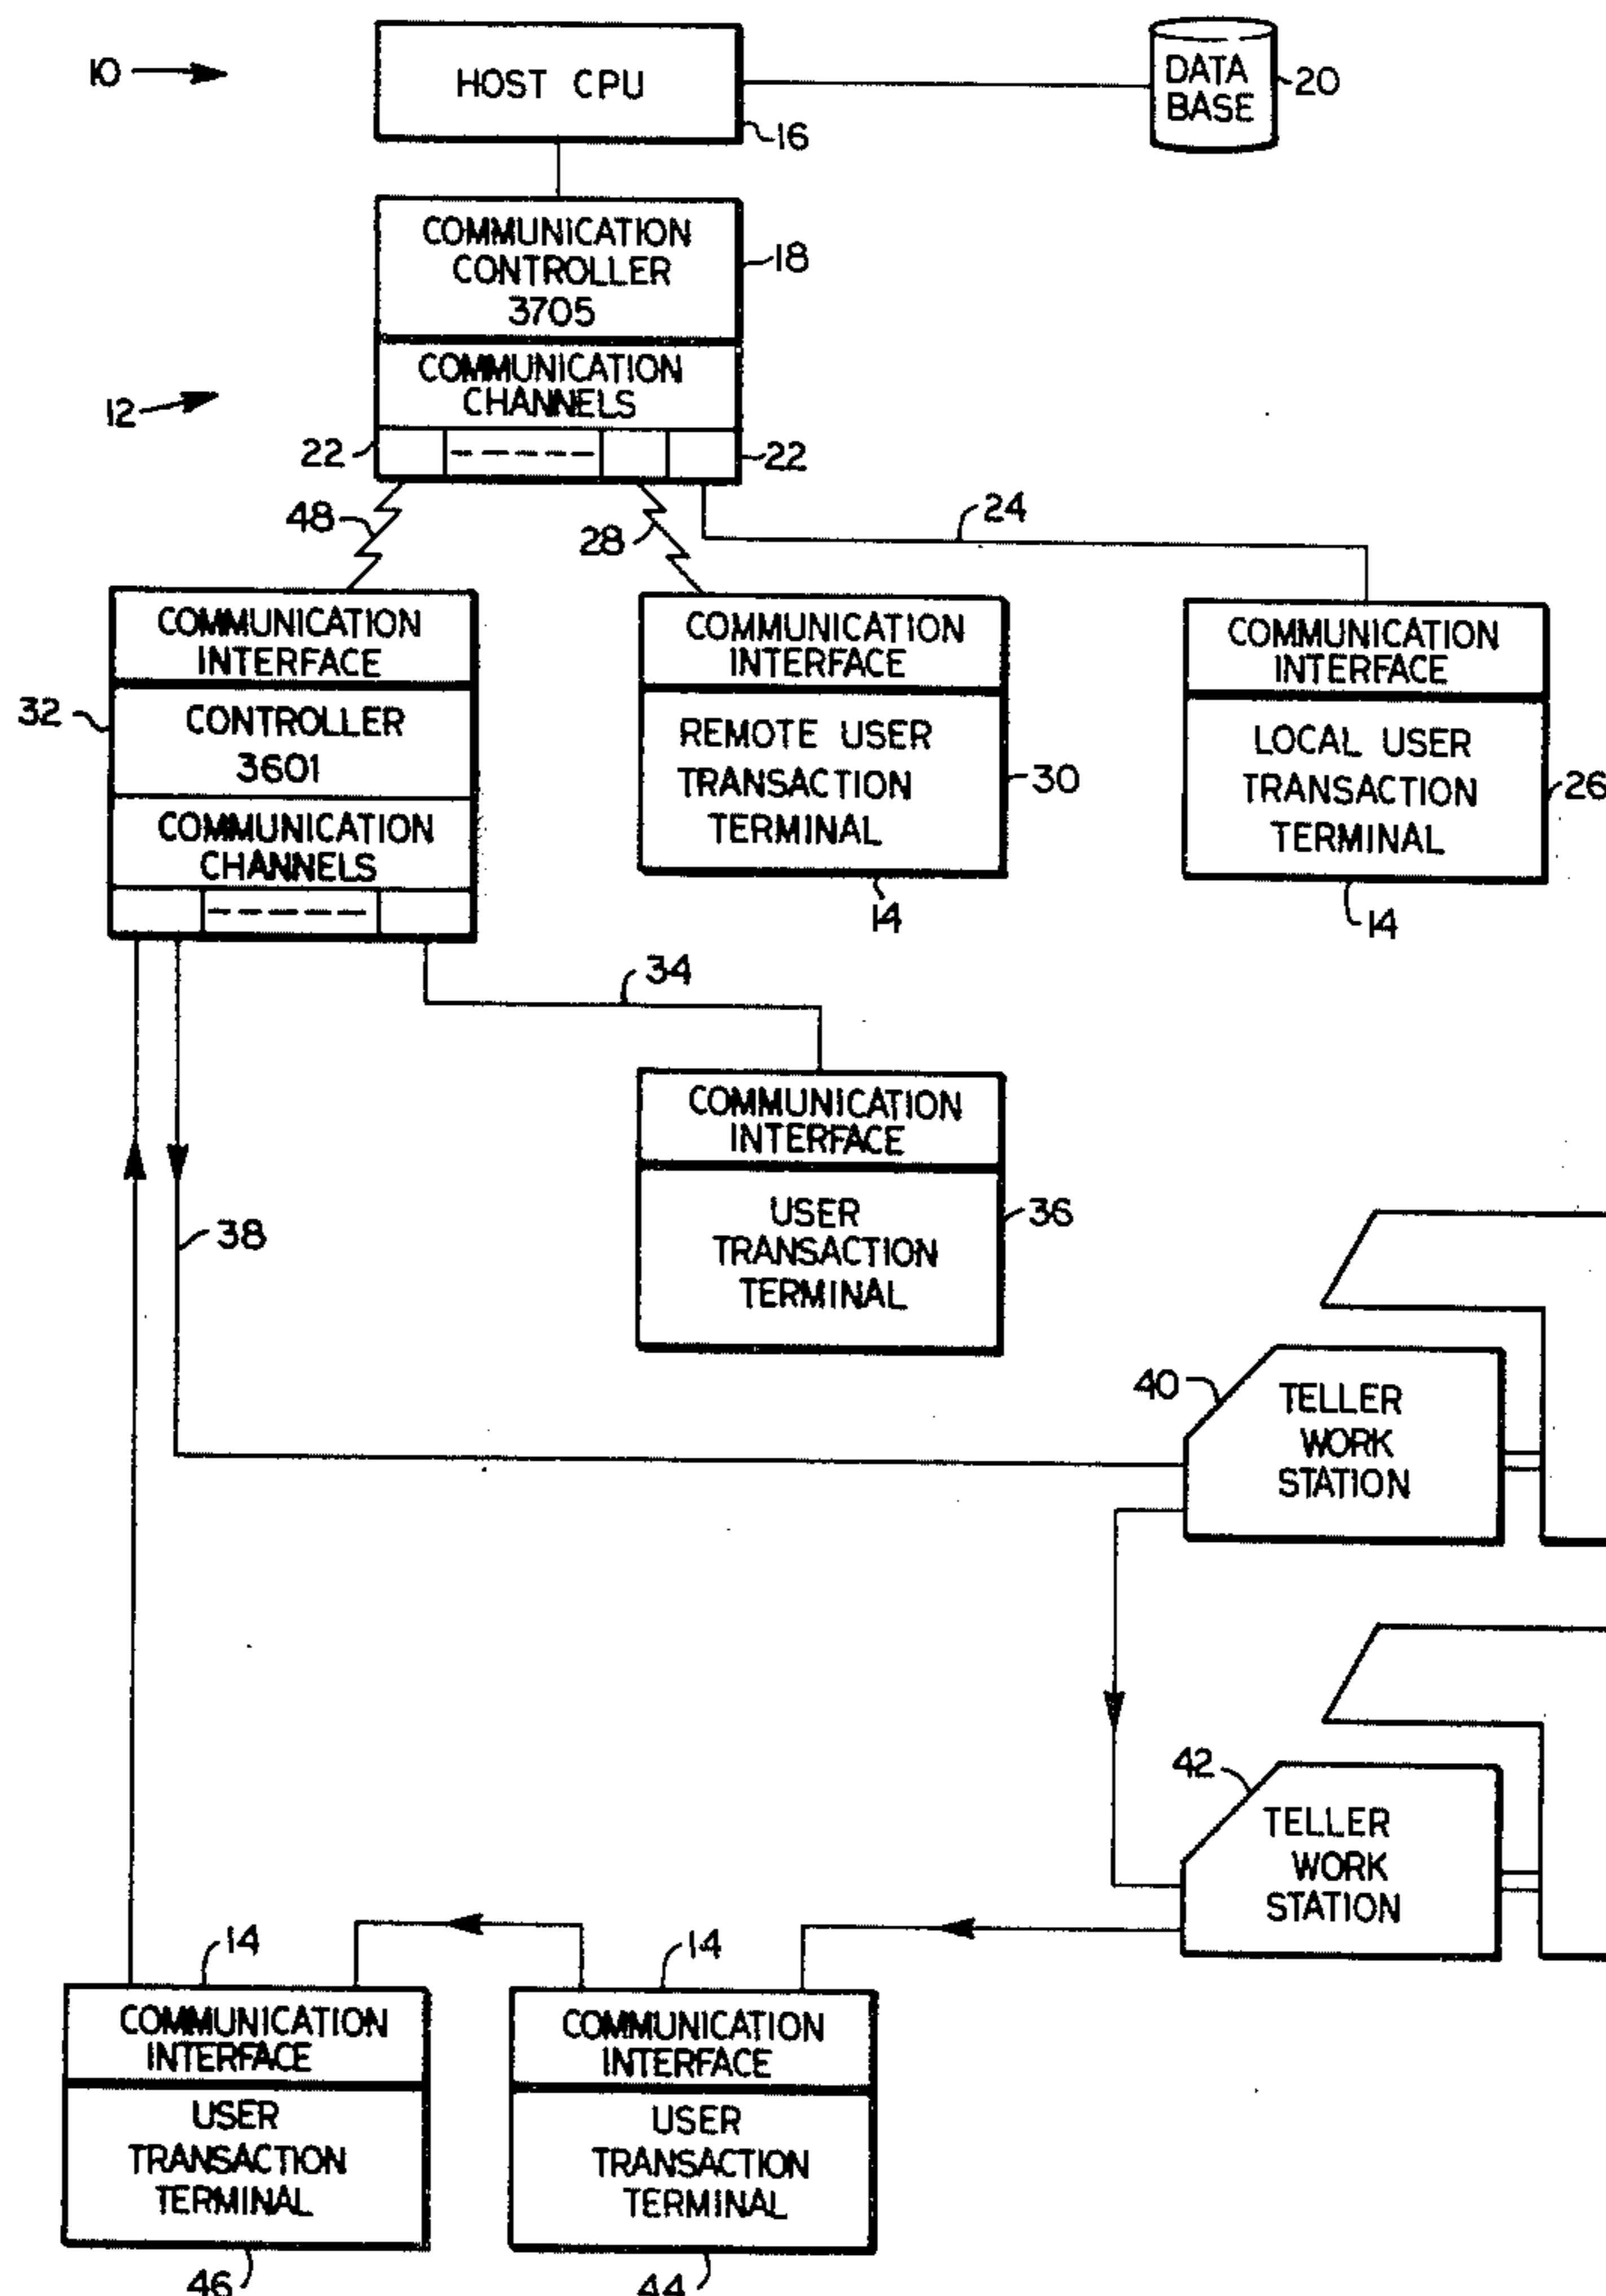 10
HOST CPU
16
DATA
BASE
20
COMMUNICATION
CONTROLLER
3705
18
COMMUNICATION
CHANNELS
12
22
22
48
28
24
COMMUNICATION
INTERFACE
CONTROLLER
3601
COMMUNICATION
CHANNELS
32
COMMUNICATION
INTERFACE
REMOTE USER
TRANSACTION
TERMINAL
30
14
COMMUNICATION
INTERFACE
LOCAL USER
TRANSACTION
TERMINAL
26
14
34
COMMUNICATION
INTERFACE
USER
TRANSACTION
TERMINAL
36
38
40
TELLER
WORK
STATION
42
TELLER
WORK
STATION
14
COMMUNICATION
INTERFACE
USER
TRANSACTION
TERMINAL
46
14
COMMUNICATION
INTERFACE
USER
TRANSACTION
TERMINAL
44